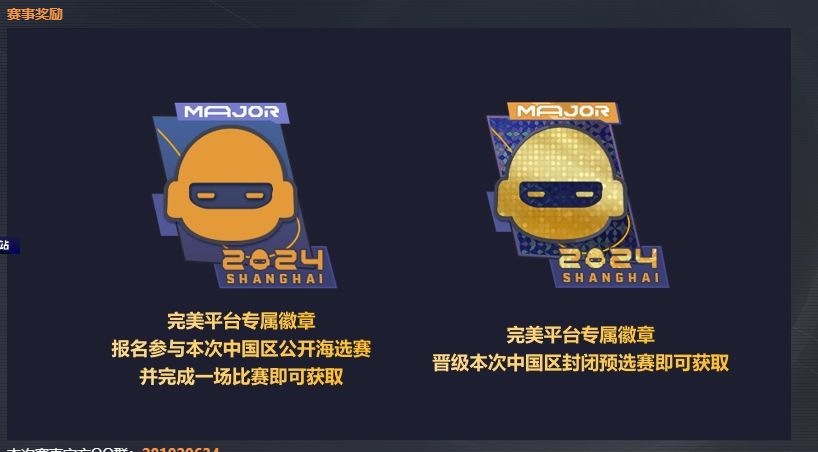 赛事奖励
MAJOR
2024
SHANGHAI
完美平台专属徽章
报名参与本次中国区公开海选赛
并完成一场比赛即可获取
MAJOR
2024
SHANGHAI
完美平台专属徽章
晋级本次中国区封闭预选赛即可获取
站